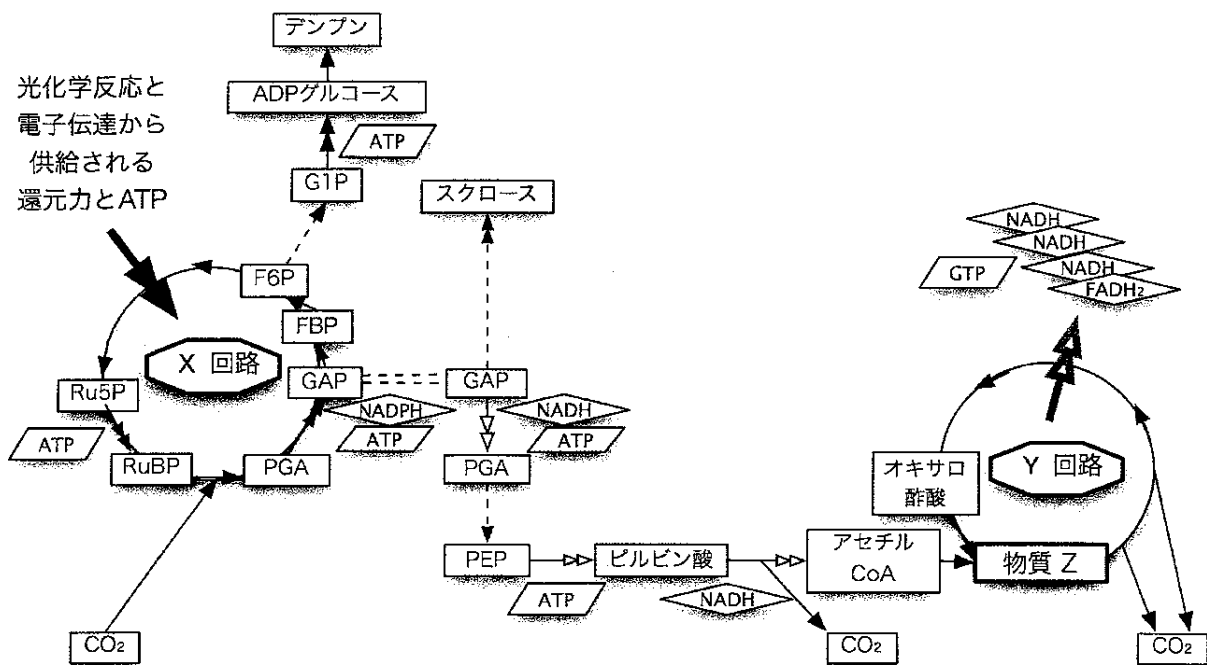 デンプン
光化学反応と
電子伝達から
供給される
還元力とATP
ADPグルコース
ATP
G1P
スクロース
NADH
NADH
NADH
FADH₂
GTP
F6P
FBP
X 回路
Ru5P
GAP
GAP
NADPH
NADH
ATP
ATP
ATP
RuBP
PGA
PGA
オキサロ
酢酸
Y 回路
PEP
ピルビン酸
アセチル
CoA
物質 Z
ATP
NADH
CO₂
CO₂
CO₂